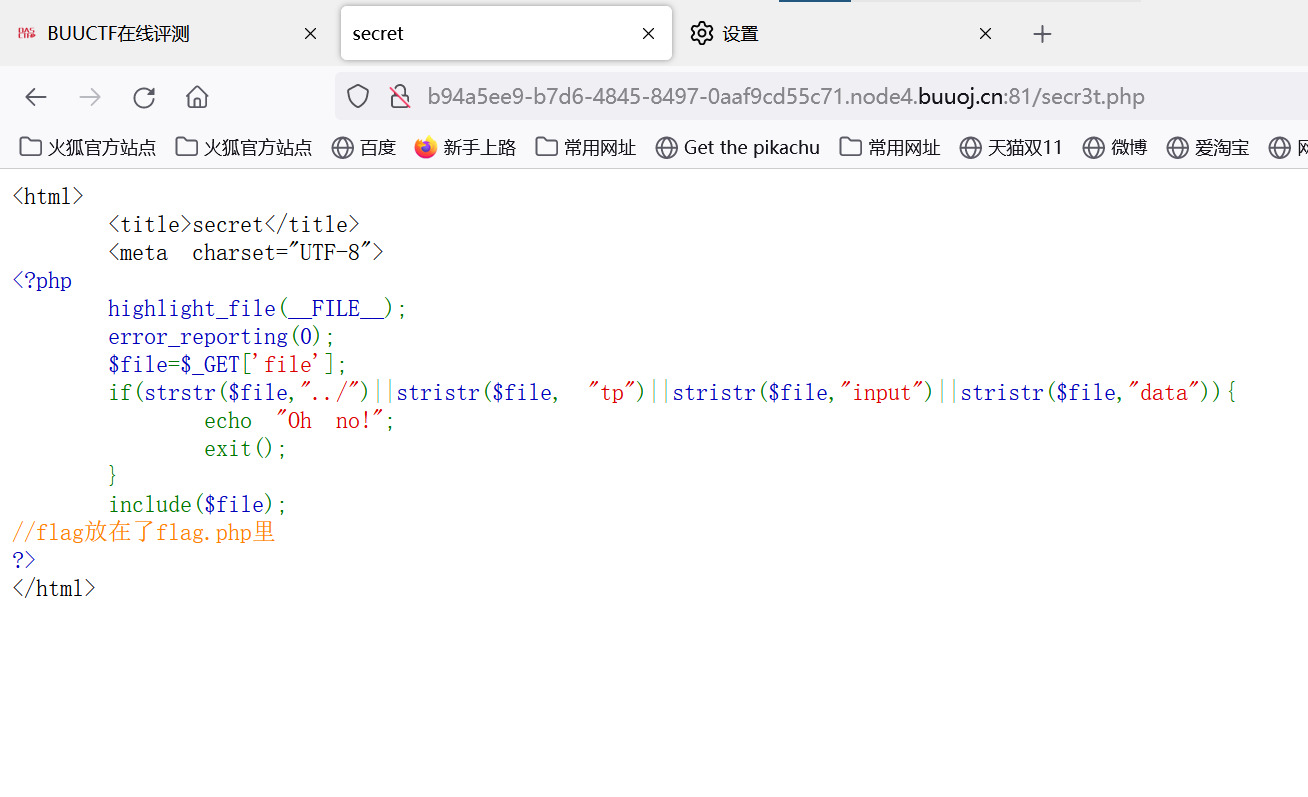 BUUCTF在线评测
secret
设置
b94a5ee9-b7d6-4845-8497-0aaf9cd55c71.node4.buuoj.cn:81/secr3t.php
火狐官方站点 火狐官方站点 百度 新手上路 常用网址 Get the pikachu 常用网址 天猫双11 微博 爱淘宝
<html>
<title>secret</title>
<meta charset="UTF-8">
<?php
highlight_file(__FILE__);
error_reporting(0);
$file=$_GET['file'];
if(strstr($file,"../")||stristr($file, "tp")||stristr($file,"input")||stristr($file,"data")){
echo "Oh no!";
exit();
}
include($file);
//flag放在了flag.php里
?>
</html>